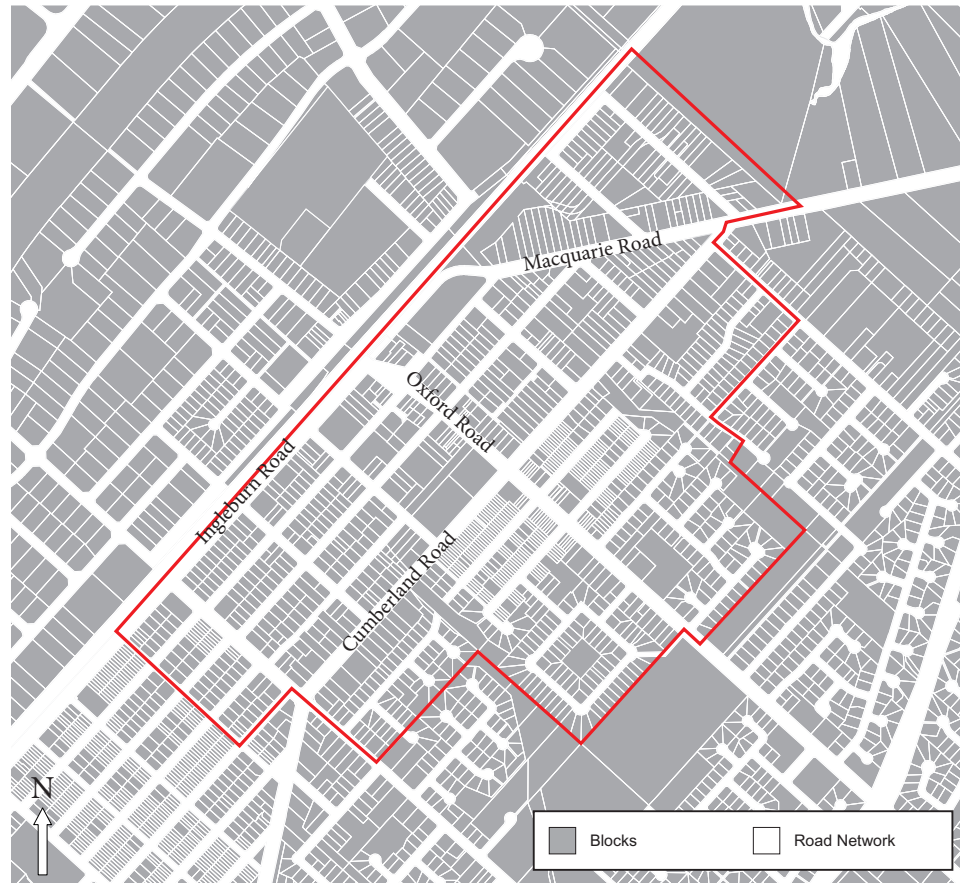 Macquarie Road
Oxford Road
Ingleburn Road
Cumberland Road
N
Blocks
Road Network